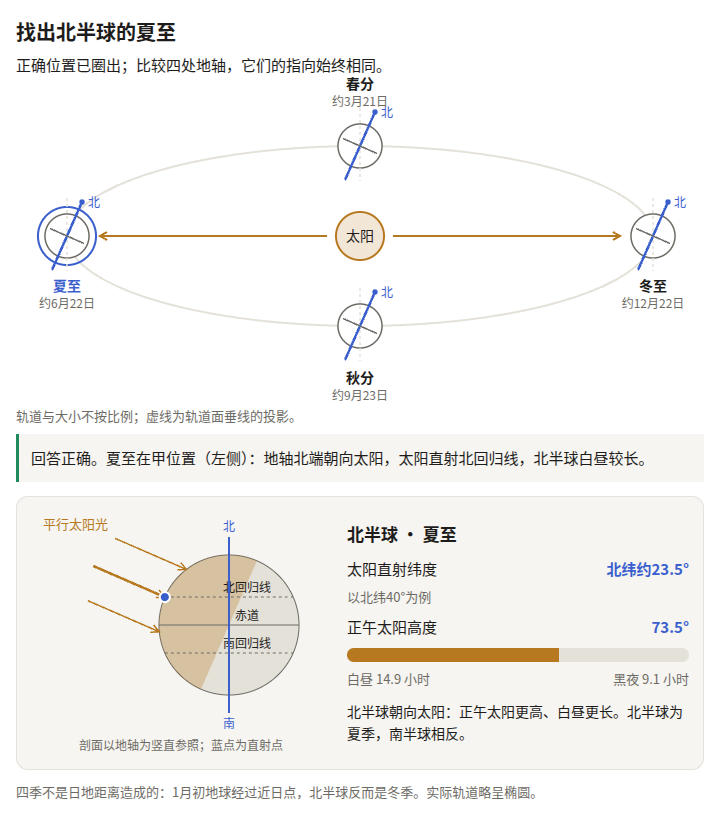 找出北半球的夏至
正确位置已圈出；比较四处地轴，它们的指向始终相同。
春分
约3月21日
北
北
太阳
北
夏至
约6月22日
冬至
约12月22日
北
秋分
约9月23日
轨道与大小不按比例；虚线为轨道面垂线的投影。
回答正确。夏至在甲位置（左侧）：地轴北端朝向太阳，太阳直射北回归线，北半球白昼较长。
平行太阳光
北
北回归线
赤道
南回归线
南
剖面以地轴为竖直参照；蓝点为直射点
北半球 · 夏至
太阳直射纬度 北纬约23.5°
以北纬40°为例
正午太阳高度 73.5°
白昼 14.9 小时 黑夜 9.1 小时
北半球朝向太阳：正午太阳更高、白昼更长。北半球为
夏季，南半球相反。
四季不是日地距离造成的：1月初地球经过近日点，北半球反而是冬季。实际轨道略呈椭圆。